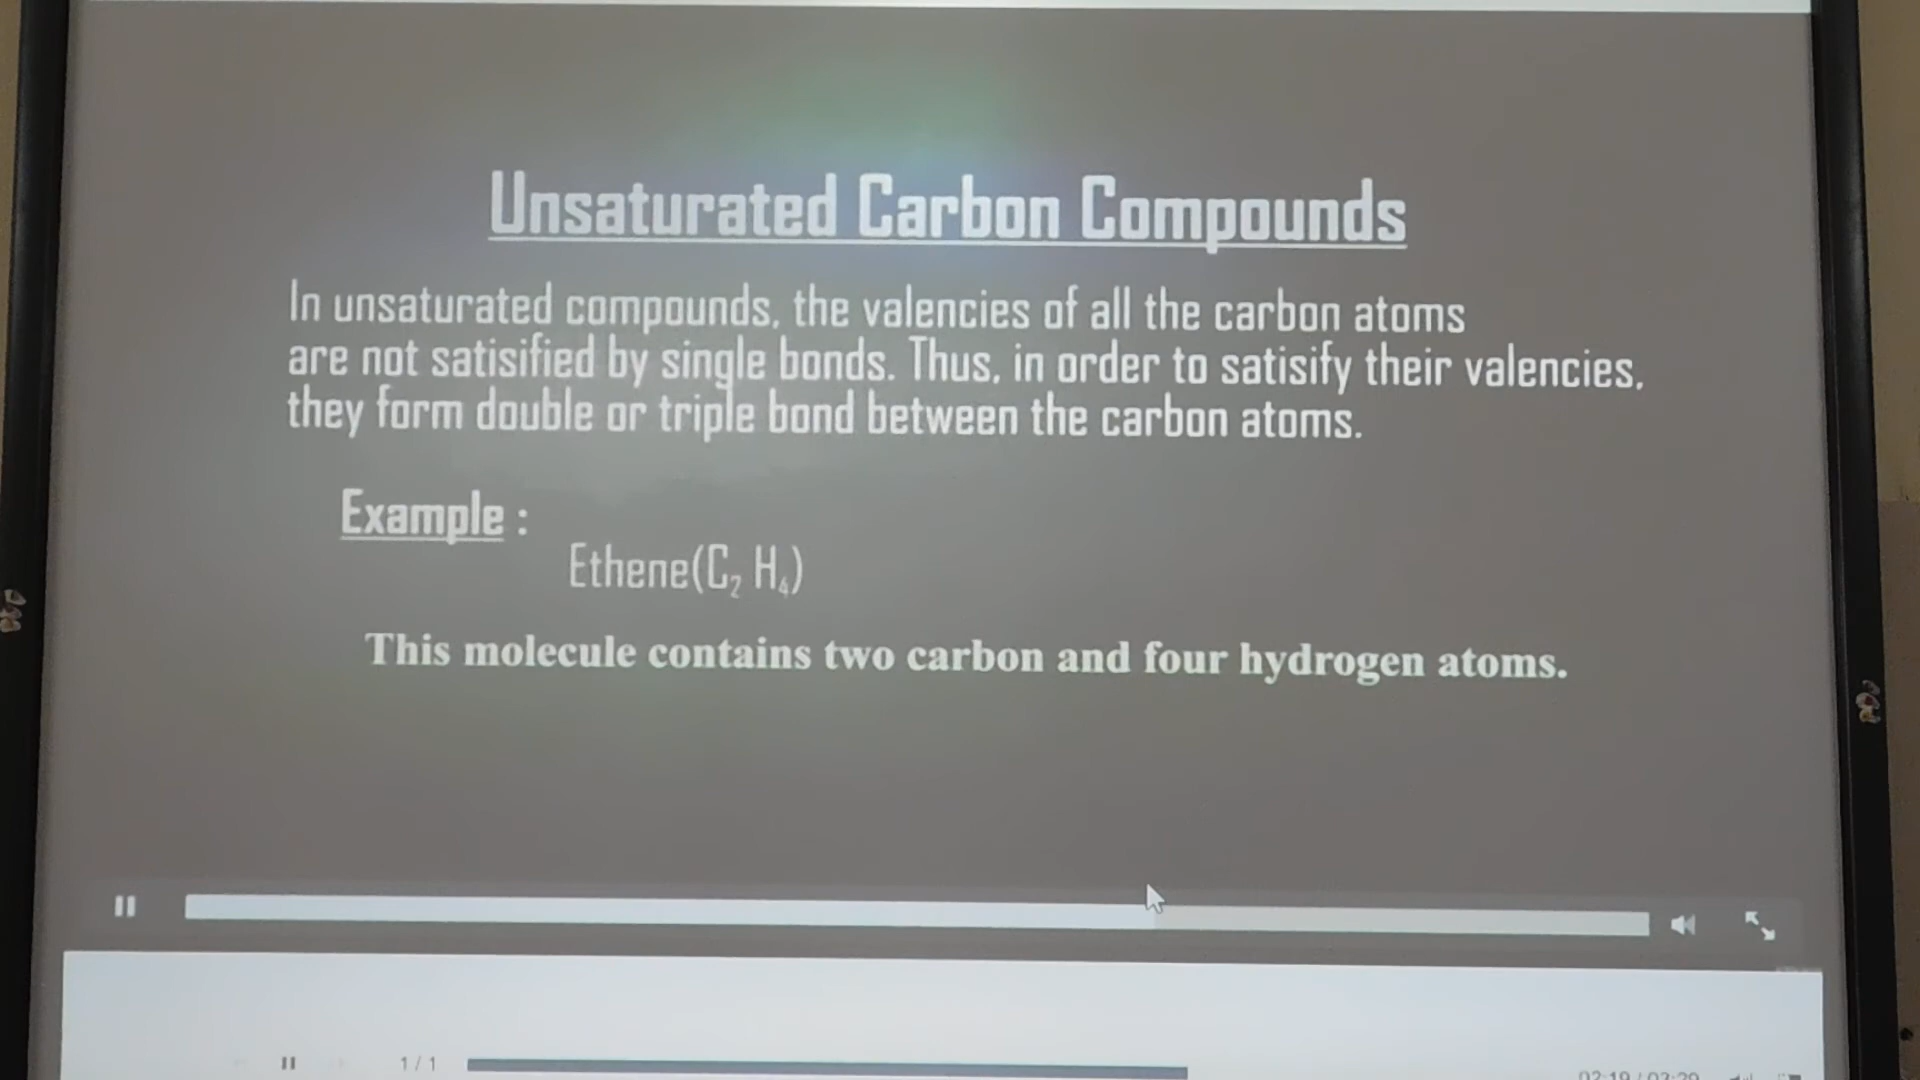 Unsaturated Carbon Compounds
In unsaturated compounds, the valencies of all the carbon atoms
are not satisified by single bonds. Thus, in order to satisify their valencies,
they form double or triple bond between the carbon atoms.
Example :
Ethene(C₂ H₄)
This molecule contains two carbon and four hydrogen atoms.
1 / 1